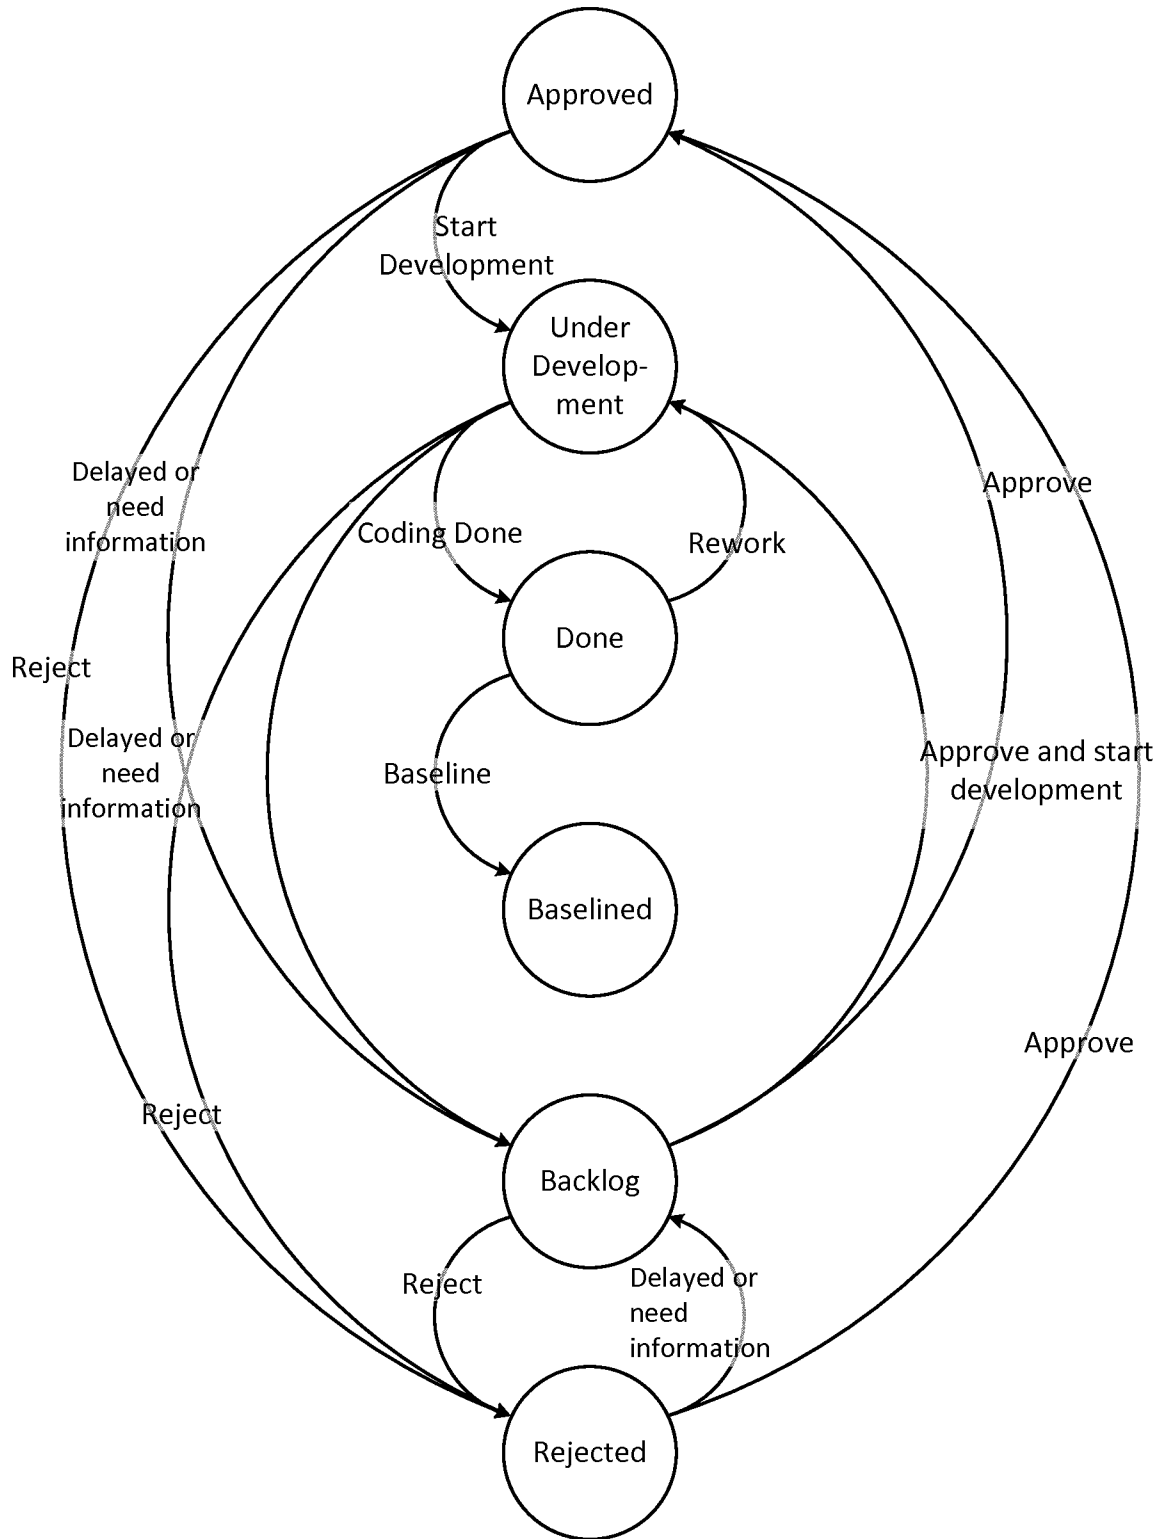 Approved
Start
Development
Under
Develop-
ment
Delayed or
need
information
Approve
Coding Done
Rework
Done
Reject
Delayed or
need
information
Baseline
Approve and start
development
Baselined
Approve
Reject
Backlog
Reject
Delayed or
need
information
Rejected